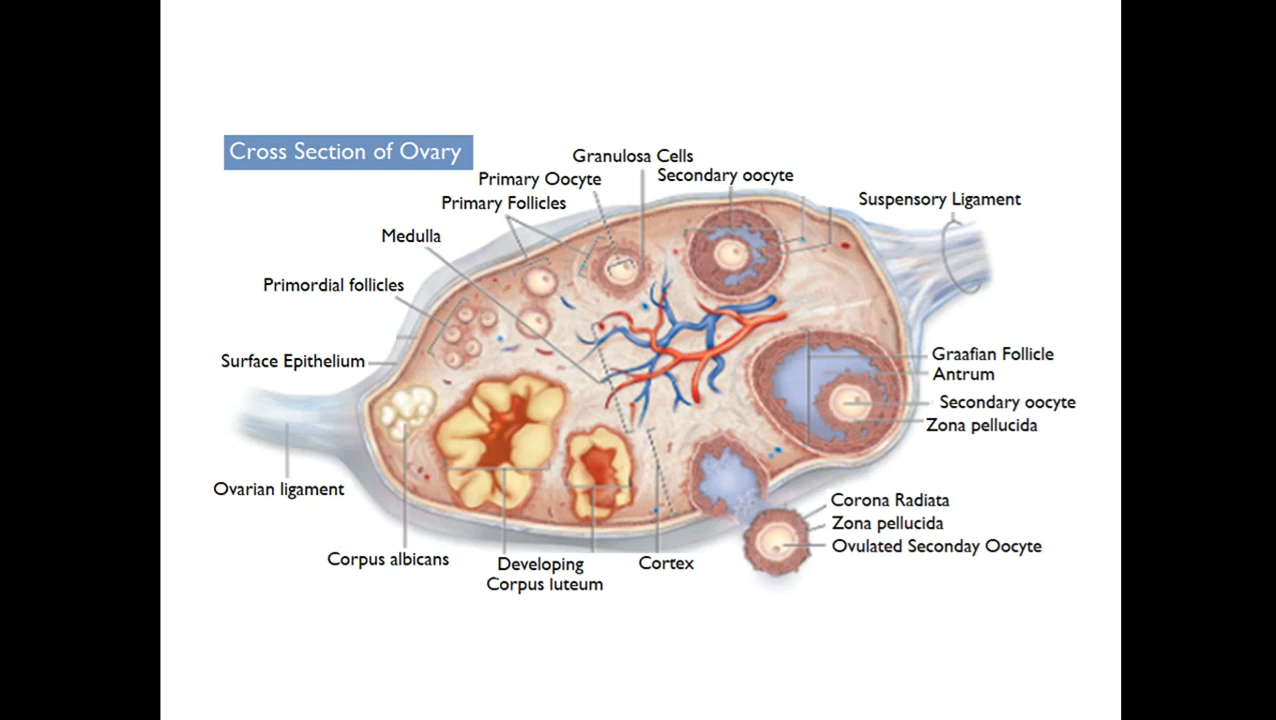 Cross Section of Ovary
Granulosa Cells
Primary Oocyte
Secondary oocyte
Primary Follicles
Suspensory Ligament
Medulla
Primordial follicles
Surface Epithelium
Graafian Follicle
Antrum
Secondary oocyte
Zona pellucida
Ovarian ligament
Corona Radiata
Zona pellucida
Ovulated Seconday Oocyte
Corpus albicans
Developing
Corpus luteum
Cortex